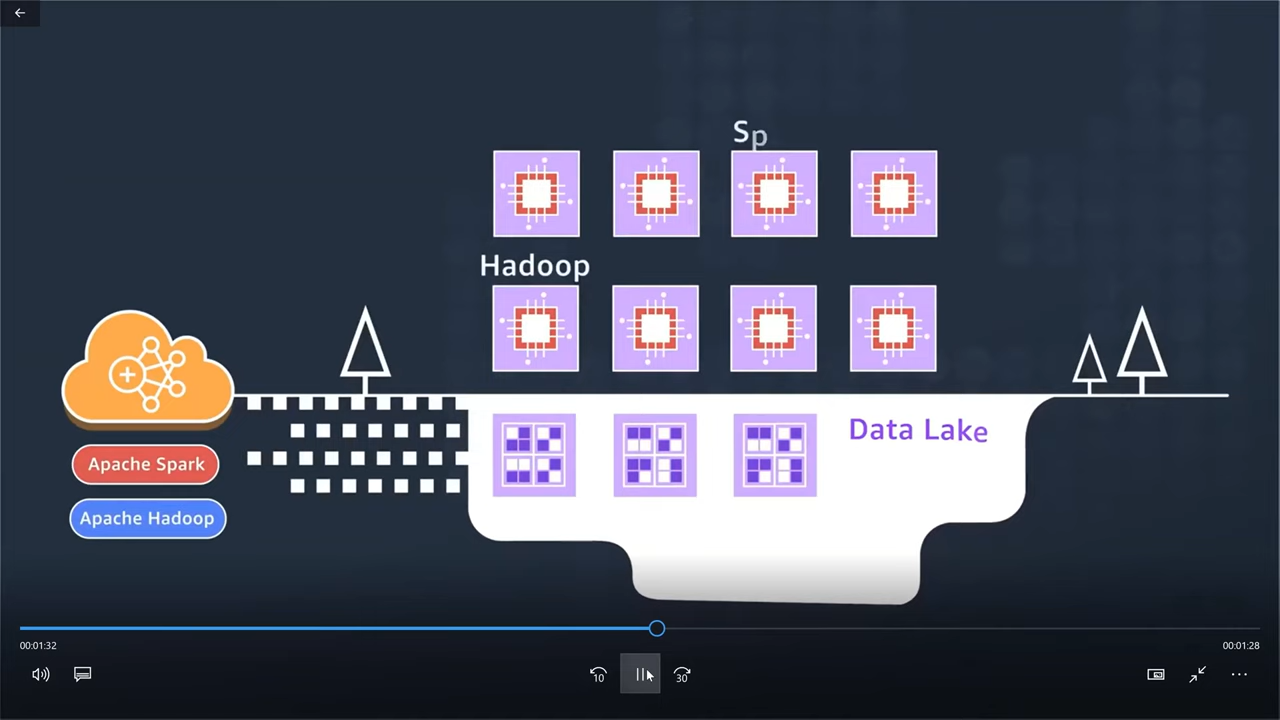 Sp
Hadoop
Data Lake
Apache Spark
Apache Hadoop
00:01:32
00:01:28
10
30